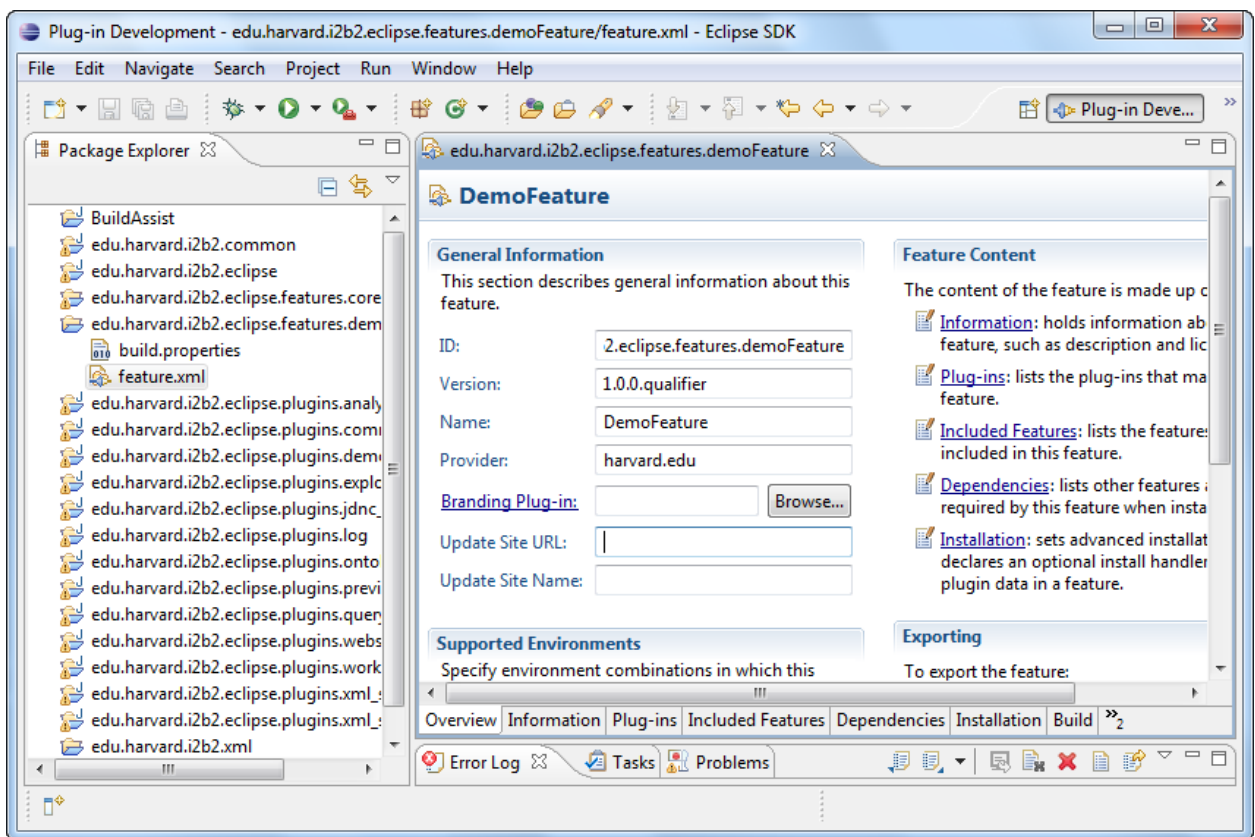 Plug-in Development - edu.harvard.i2b2.eclipse.features.demoFeature/feature.xml - Eclipse SDK
File Edit Navigate Search Project Run Window Help
Plug-in Deve... »
Package Explorer
BuildAssist
edu.harvard.i2b2.common
edu.harvard.i2b2.eclipse
edu.harvard.i2b2.eclipse.features.core
edu.harvard.i2b2.eclipse.features.dem
build.properties
feature.xml
edu.harvard.i2b2.eclipse.plugins.analy
edu.harvard.i2b2.eclipse.plugins.com
edu.harvard.i2b2.eclipse.plugins.dem
edu.harvard.i2b2.eclipse.plugins.explo
edu.harvard.i2b2.eclipse.plugins.jdnc_
edu.harvard.i2b2.eclipse.plugins.log
edu.harvard.i2b2.eclipse.plugins.onto
edu.harvard.i2b2.eclipse.plugins.previ
edu.harvard.i2b2.eclipse.plugins.quer
edu.harvard.i2b2.eclipse.plugins.webs
edu.harvard.i2b2.eclipse.plugins.work
edu.harvard.i2b2.eclipse.plugins.xml_
edu.harvard.i2b2.eclipse.plugins.xml_
edu.harvard.i2b2.xml
edu.harvard.i2b2.eclipse.features.demoFeature
DemoFeature
General Information
This section describes general information about this
feature.
ID: 2.eclipse.features.demoFeature
Version: 1.0.0.qualifier
Name: DemoFeature
Provider: harvard.edu
Branding Plug-in: Browse...
Update Site URL:
Update Site Name:
Supported Environments
Specify environment combinations in which this
Feature Content
The content of the feature is made up o
Information: holds information ab
feature, such as description and lic
Plug-ins: lists the plug-ins that ma
feature.
Included Features: lists the features
included in this feature.
Dependencies: lists other features
required by this feature when insta
Installation: sets advanced installat
declares an optional install handler
plugin data in a feature.
Exporting
To export the feature:
Overview Information Plug-ins Included Features Dependencies Installation Build »2
Error Log Tasks Problems